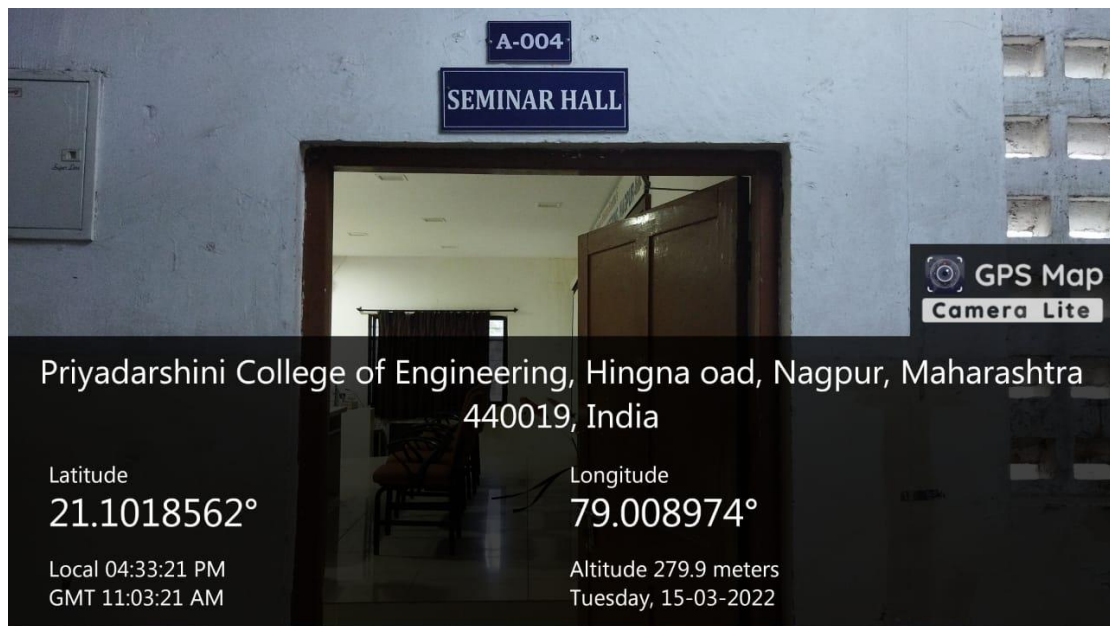 A-004
SEMINAR HALL
GPS Map
Camera Lite
Priyadarshini College of Engineering, Hingna oad, Nagpur, Maharashtra
440019, India
Latitude
21.1018562°
Longitude
79.008974°
Local 04:33:21 PM
GMT 11:03:21 AM
Altitude 279.9 meters
Tuesday, 15-03-2022